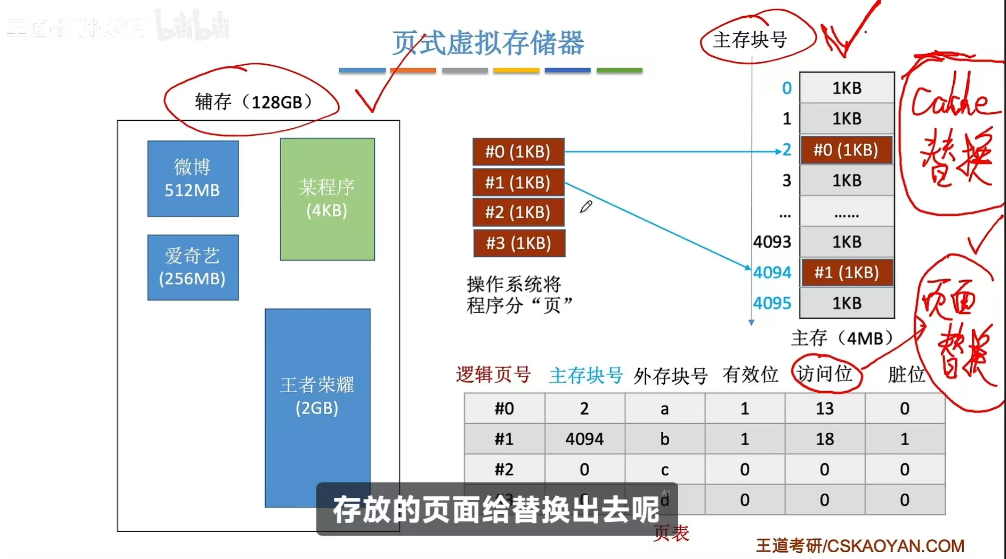 bilibili
页式虚拟存储器
主存块号
辅存（128GB）
微博
512MB
某程序
(4KB)
爱奇艺
(256MB)
王者荣耀
(2GB)
#0 (1KB)
#1 (1KB)
#2 (1KB)
#3 (1KB)
操作系统将
程序分“页”
0 1KB
1 1KB
2 #0 (1KB)
3 1KB
... ......
4093 1KB
4094 #1 (1KB)
4095 1KB
主存（4MB）
Cache
替换
页面
替换
逻辑页号 主存块号 外存块号 有效位 访问位 脏位
#0 2 a 1 13 0
#1 4094 b 1 18 1
#2 0 c 0 0 0
d 0 0 0
页表
存放的页面给替换出去呢
王道考研/CSKAOYAN.COM